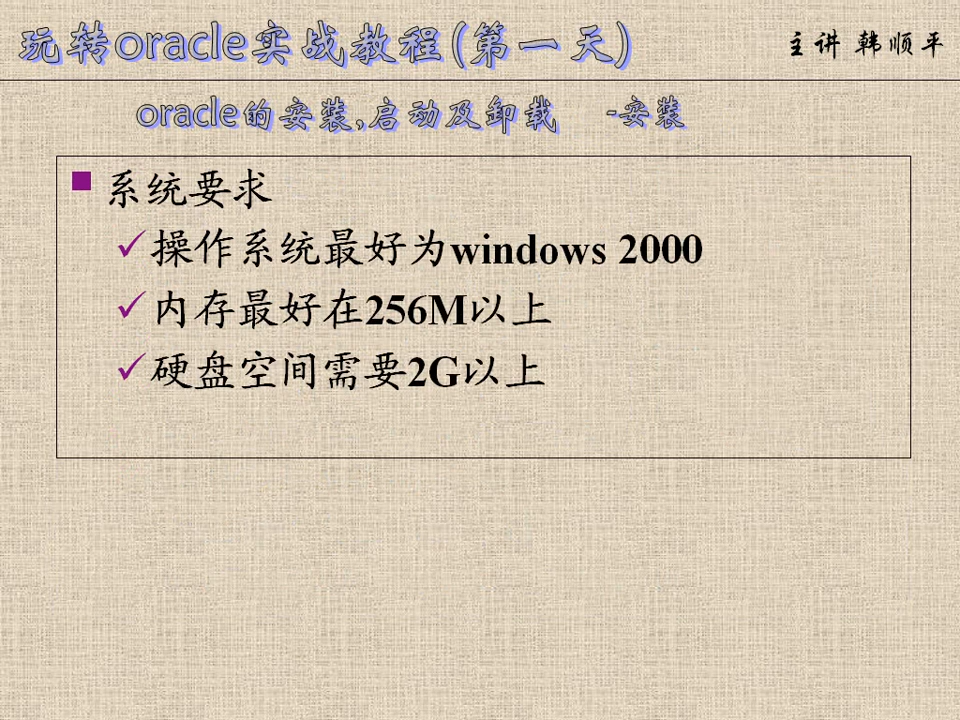 玩转oracle实战教程(第一天)
主讲 韩顺平
oracle的安装,启动及卸载 -安装
系统要求
操作系统最好为windows 2000
内存最好在256M以上
硬盘空间需要2G以上